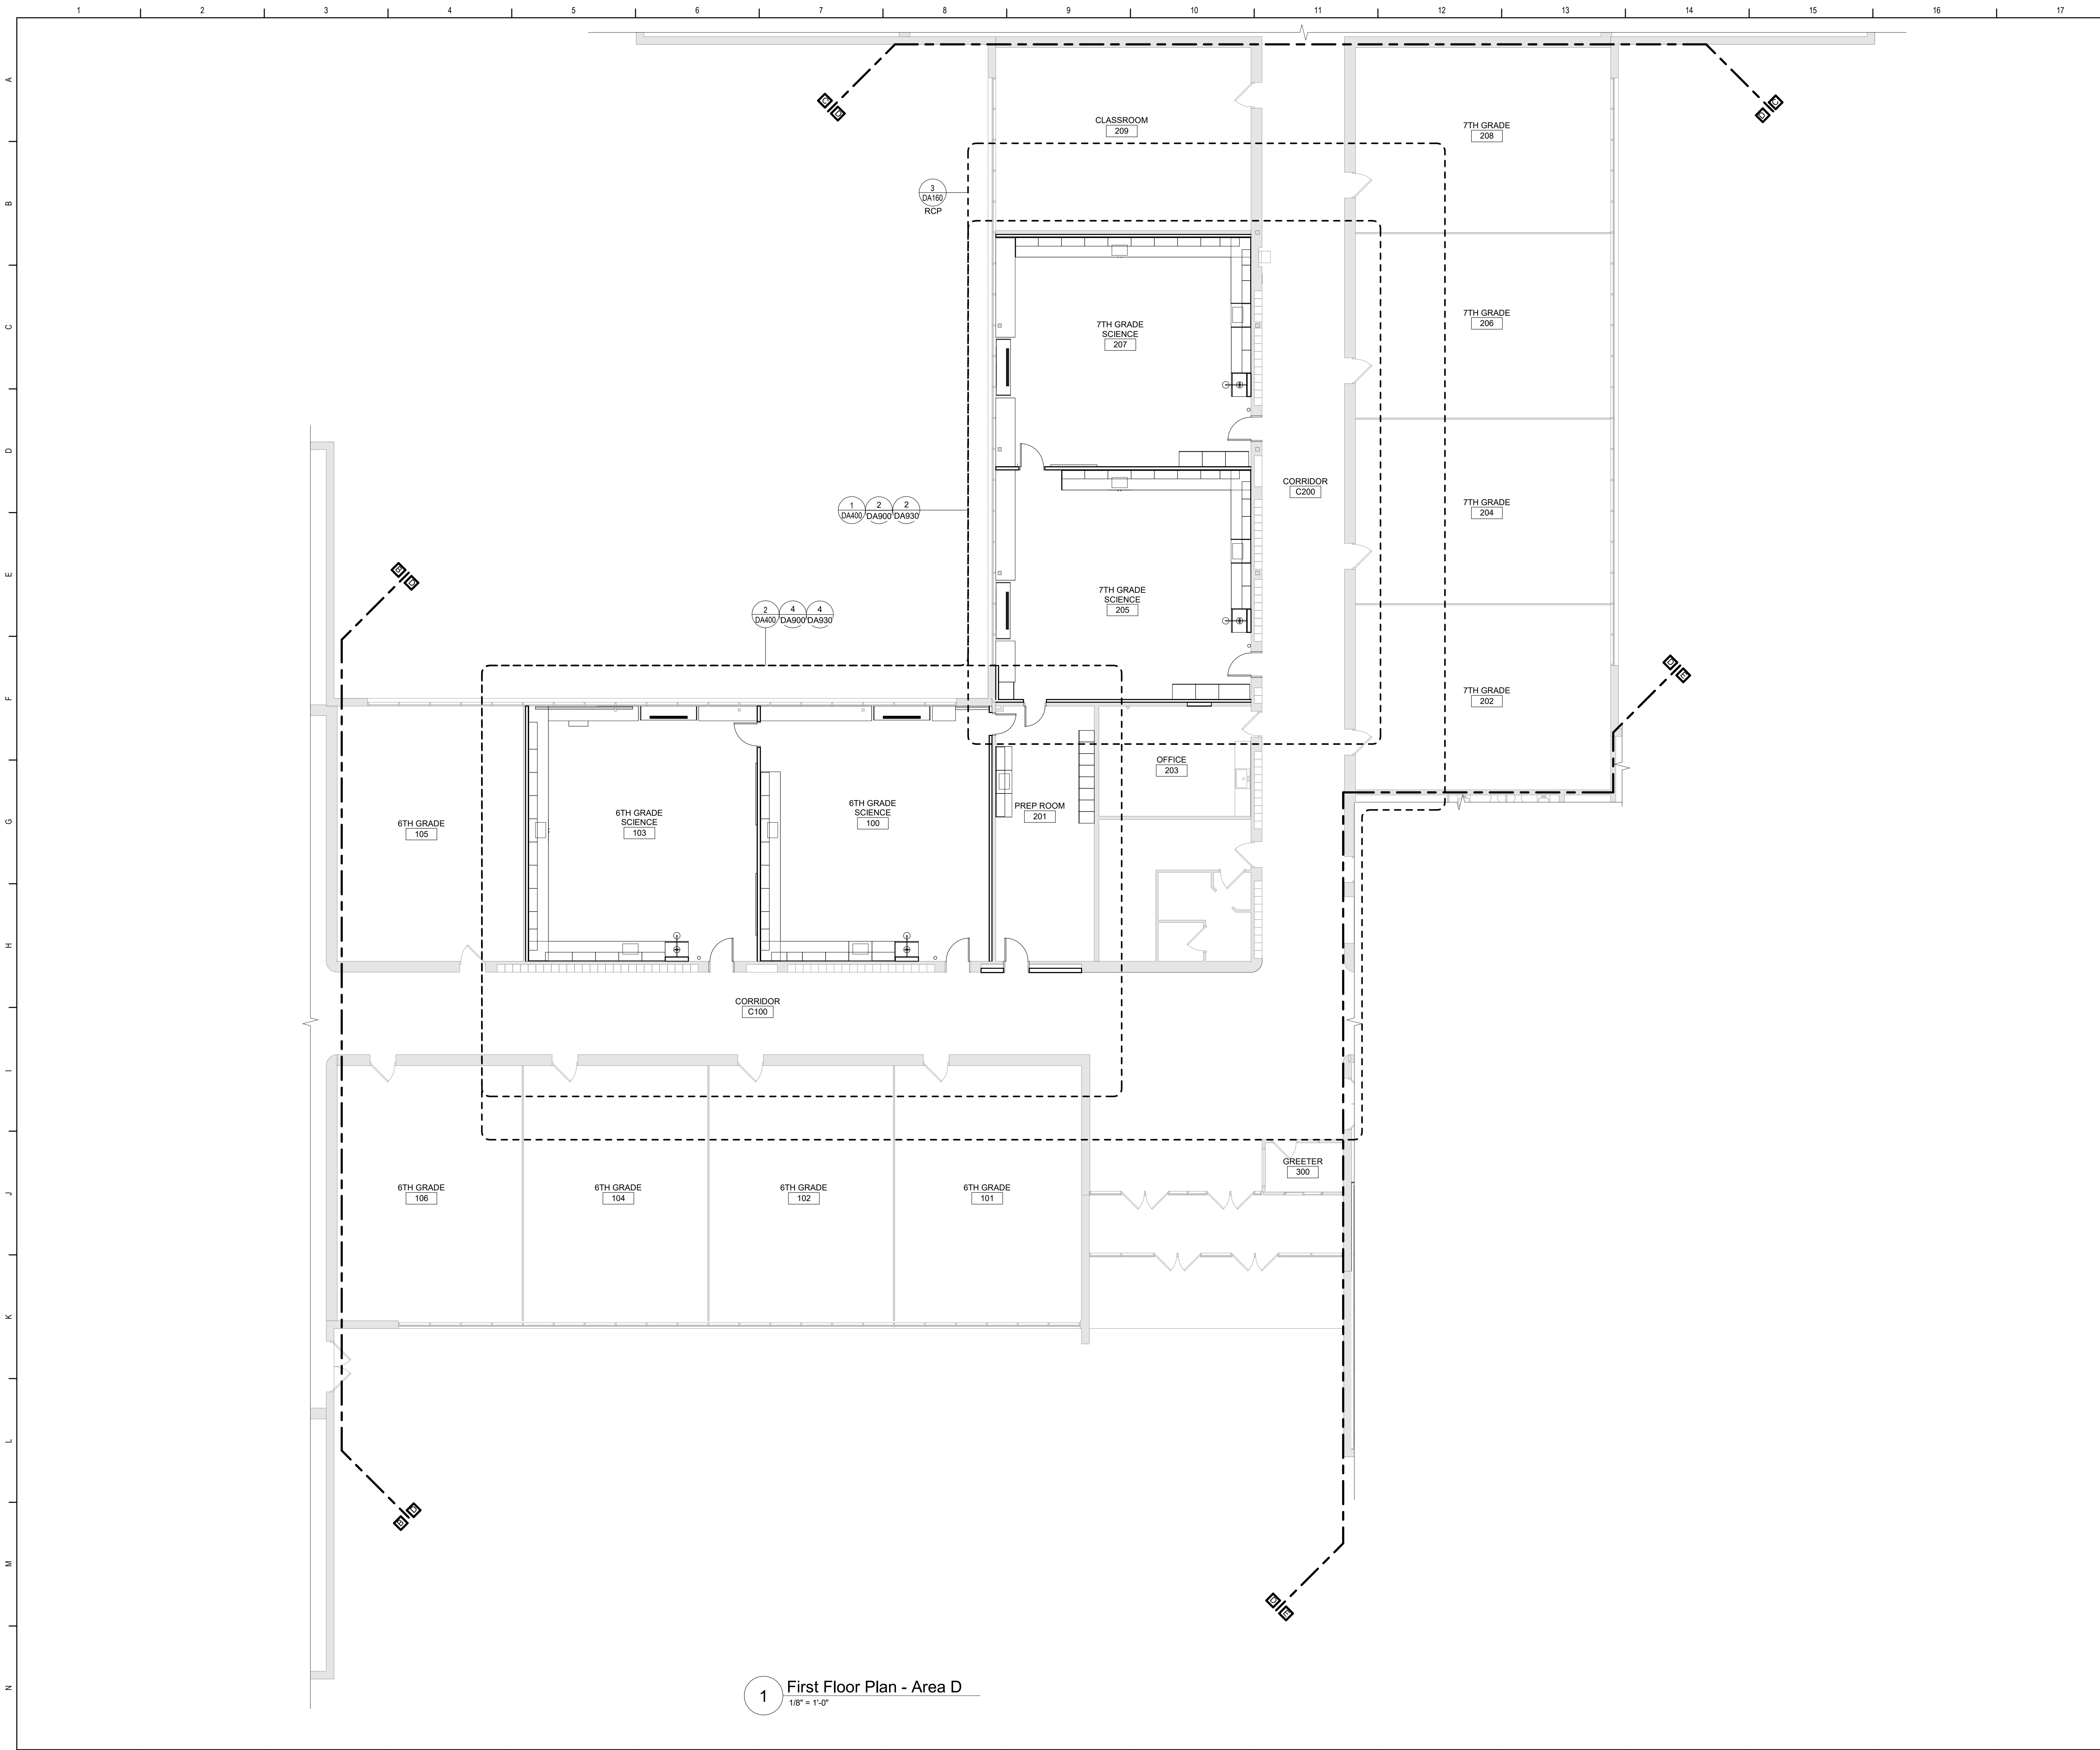 1 2 3 4 5 6 7 8 9 10 11 12 13 14 15 16 17
A
B
C
D
E
F
G
H
I
J
K
L
M
N
C
D
C
D
CLASSROOM
209
7TH GRADE
208
3
DA160
RCP
7TH GRADE
SCIENCE
207
7TH GRADE
206
CORRIDOR
C200
7TH GRADE
204
1
DA400
2
DA900
2
DA930
B
D
7TH GRADE
SCIENCE
205
2
DA400
4
DA900
4
DA930
D
E
7TH GRADE
202
OFFICE
203
PREP ROOM
201
6TH GRADE
SCIENCE
100
6TH GRADE
SCIENCE
103
6TH GRADE
105
CORRIDOR
C100
GREETER
300
6TH GRADE
106
6TH GRADE
104
6TH GRADE
102
6TH GRADE
101
D
B
D
E
1
First Floor Plan - Area D
1/8" = 1'-0"